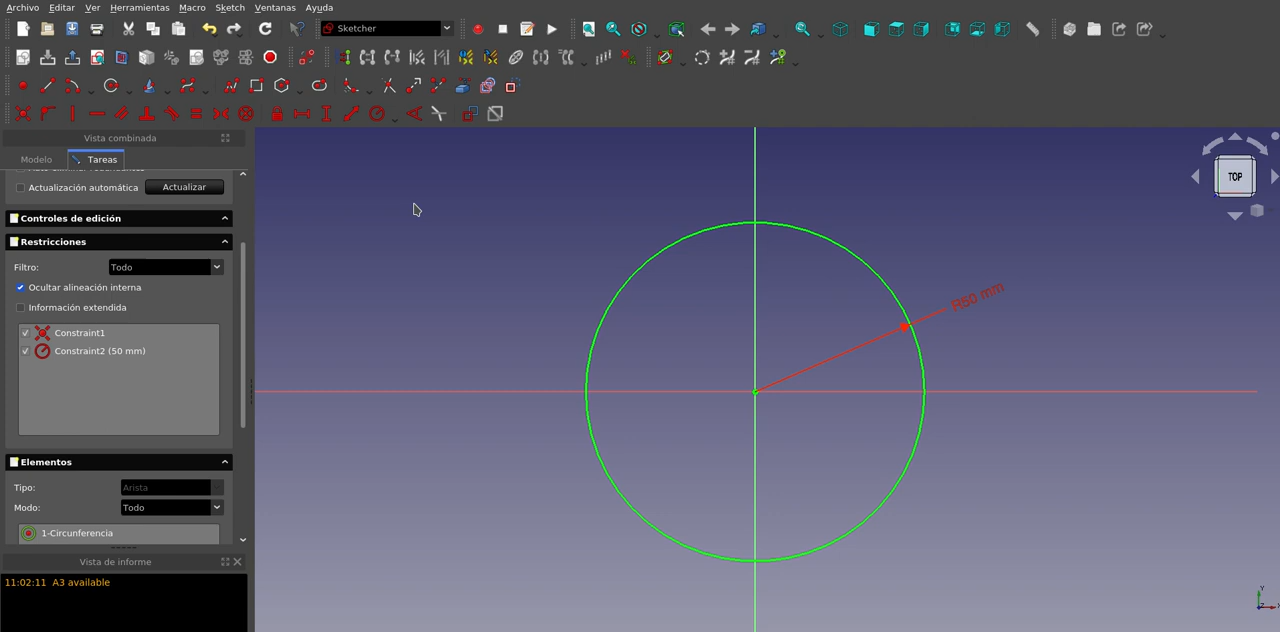 Archivo Editar Ver Herramientas Macro Sketch Ventanas Ayuda
Sketcher
Vista combinada
Modelo Tareas
Actualización automática Actualizar
Controles de edición
Restricciones
Filtro: Todo
Ocultar alineación interna
Información extendida
Constraint1
Constraint2 (50 mm)
Elementos
Tipo: Arista
Modo: Todo
1-Circunferencia
Vista de informe
11:02:11 A3 available
R50 mm
TOP
Y
Z
X